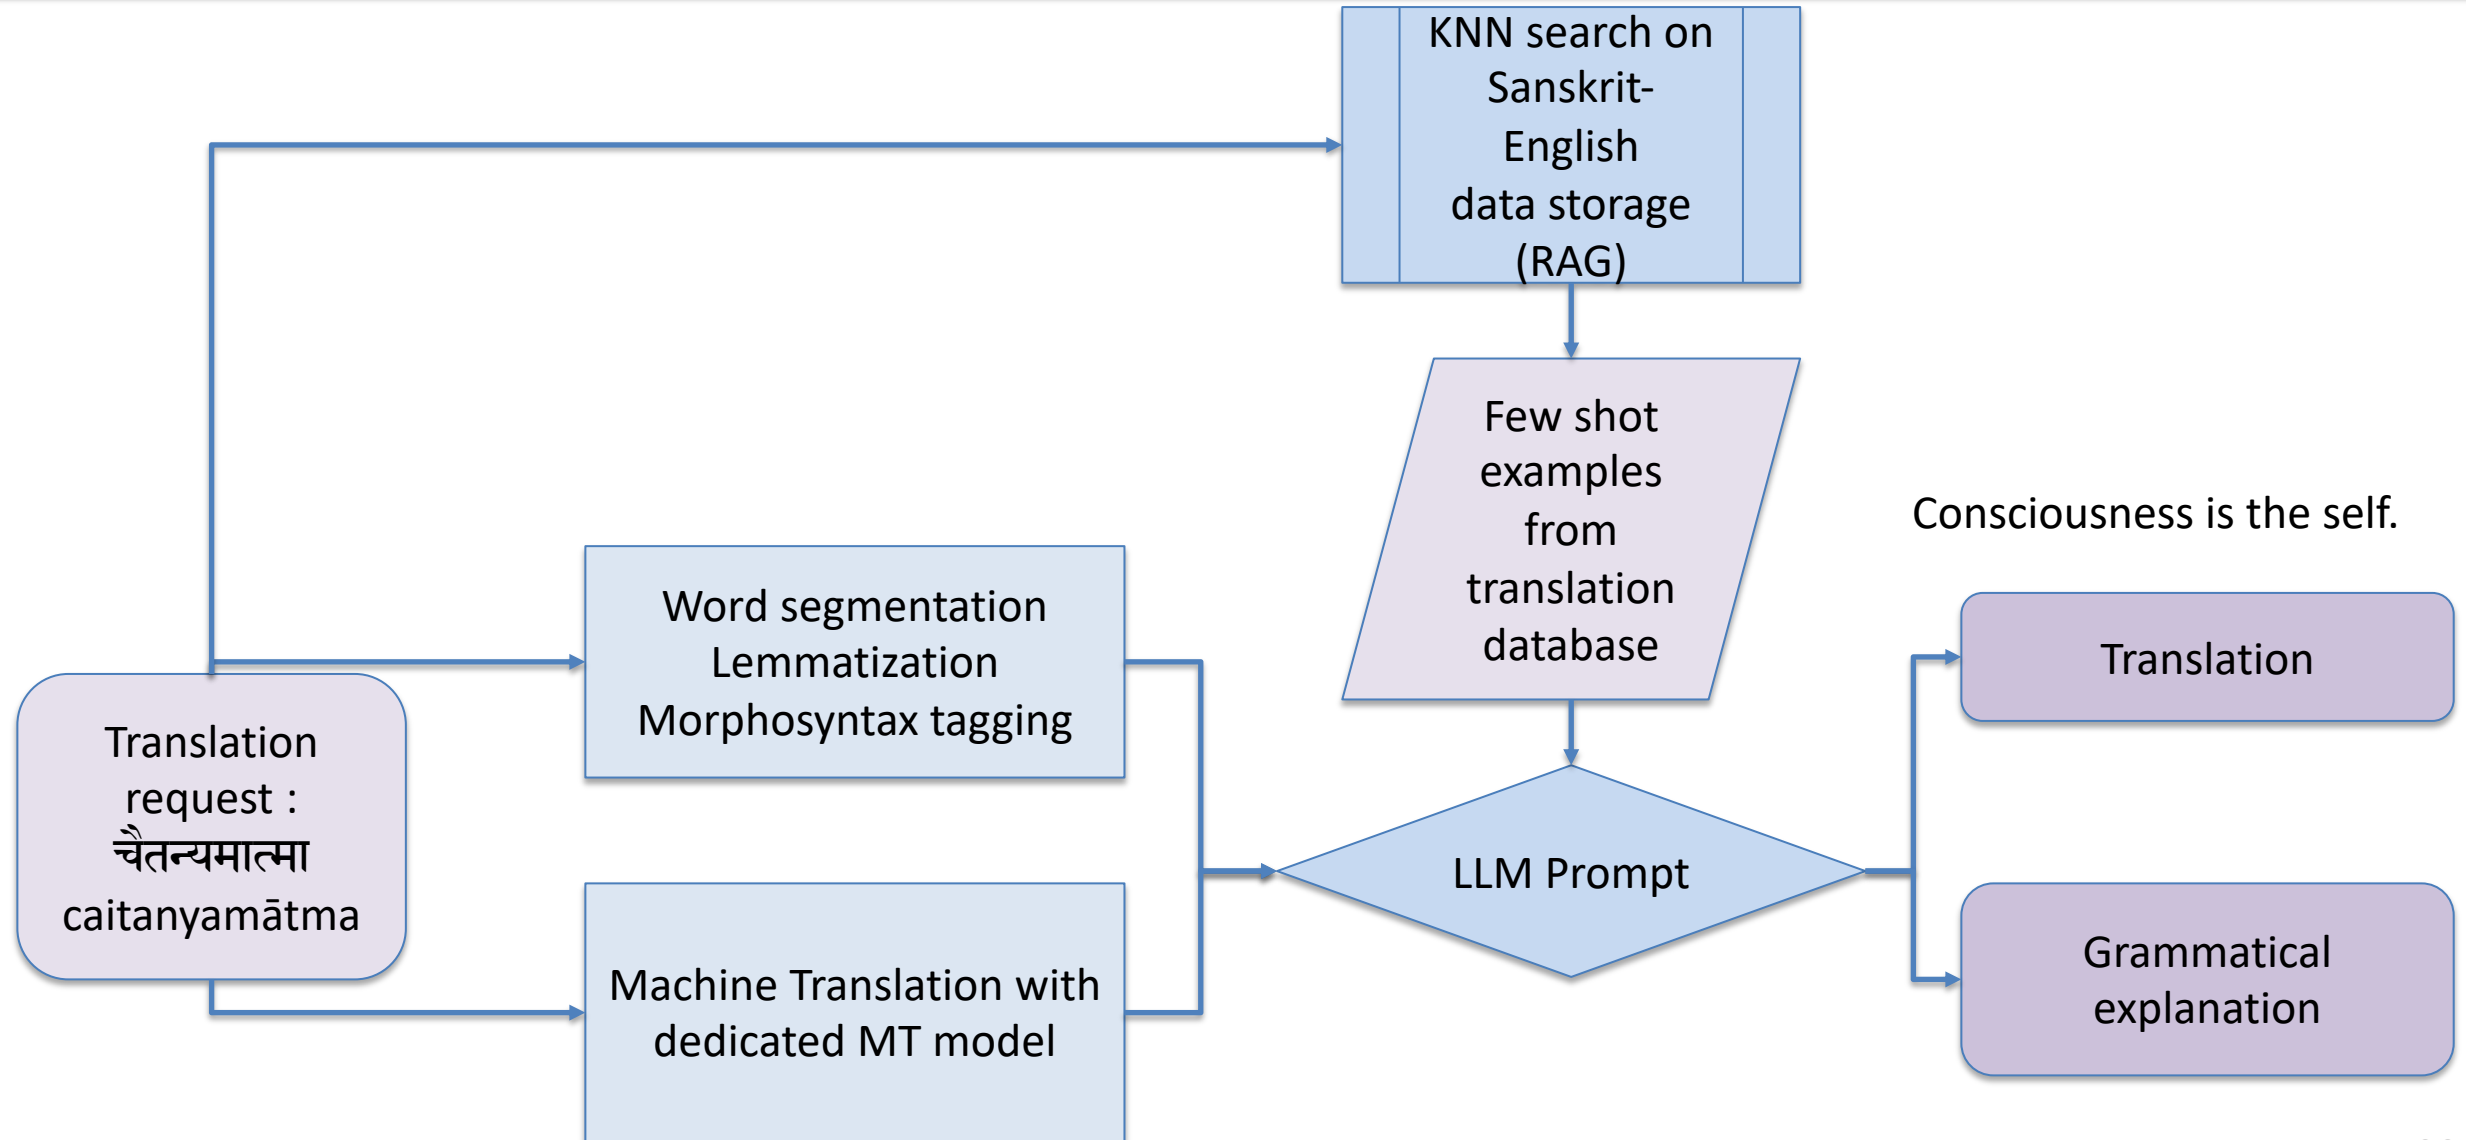 KNN search on
Sanskrit-
English
data storage
(RAG)
Few shot
examples
from
translation
database
Consciousness is the self.
Word segmentation
Lemmatization
Morphosyntax tagging
Translation
Translation
request :
चैतन्यमात्मा
caitanyamātma
LLM Prompt
Machine Translation with
dedicated MT model
Grammatical
explanation